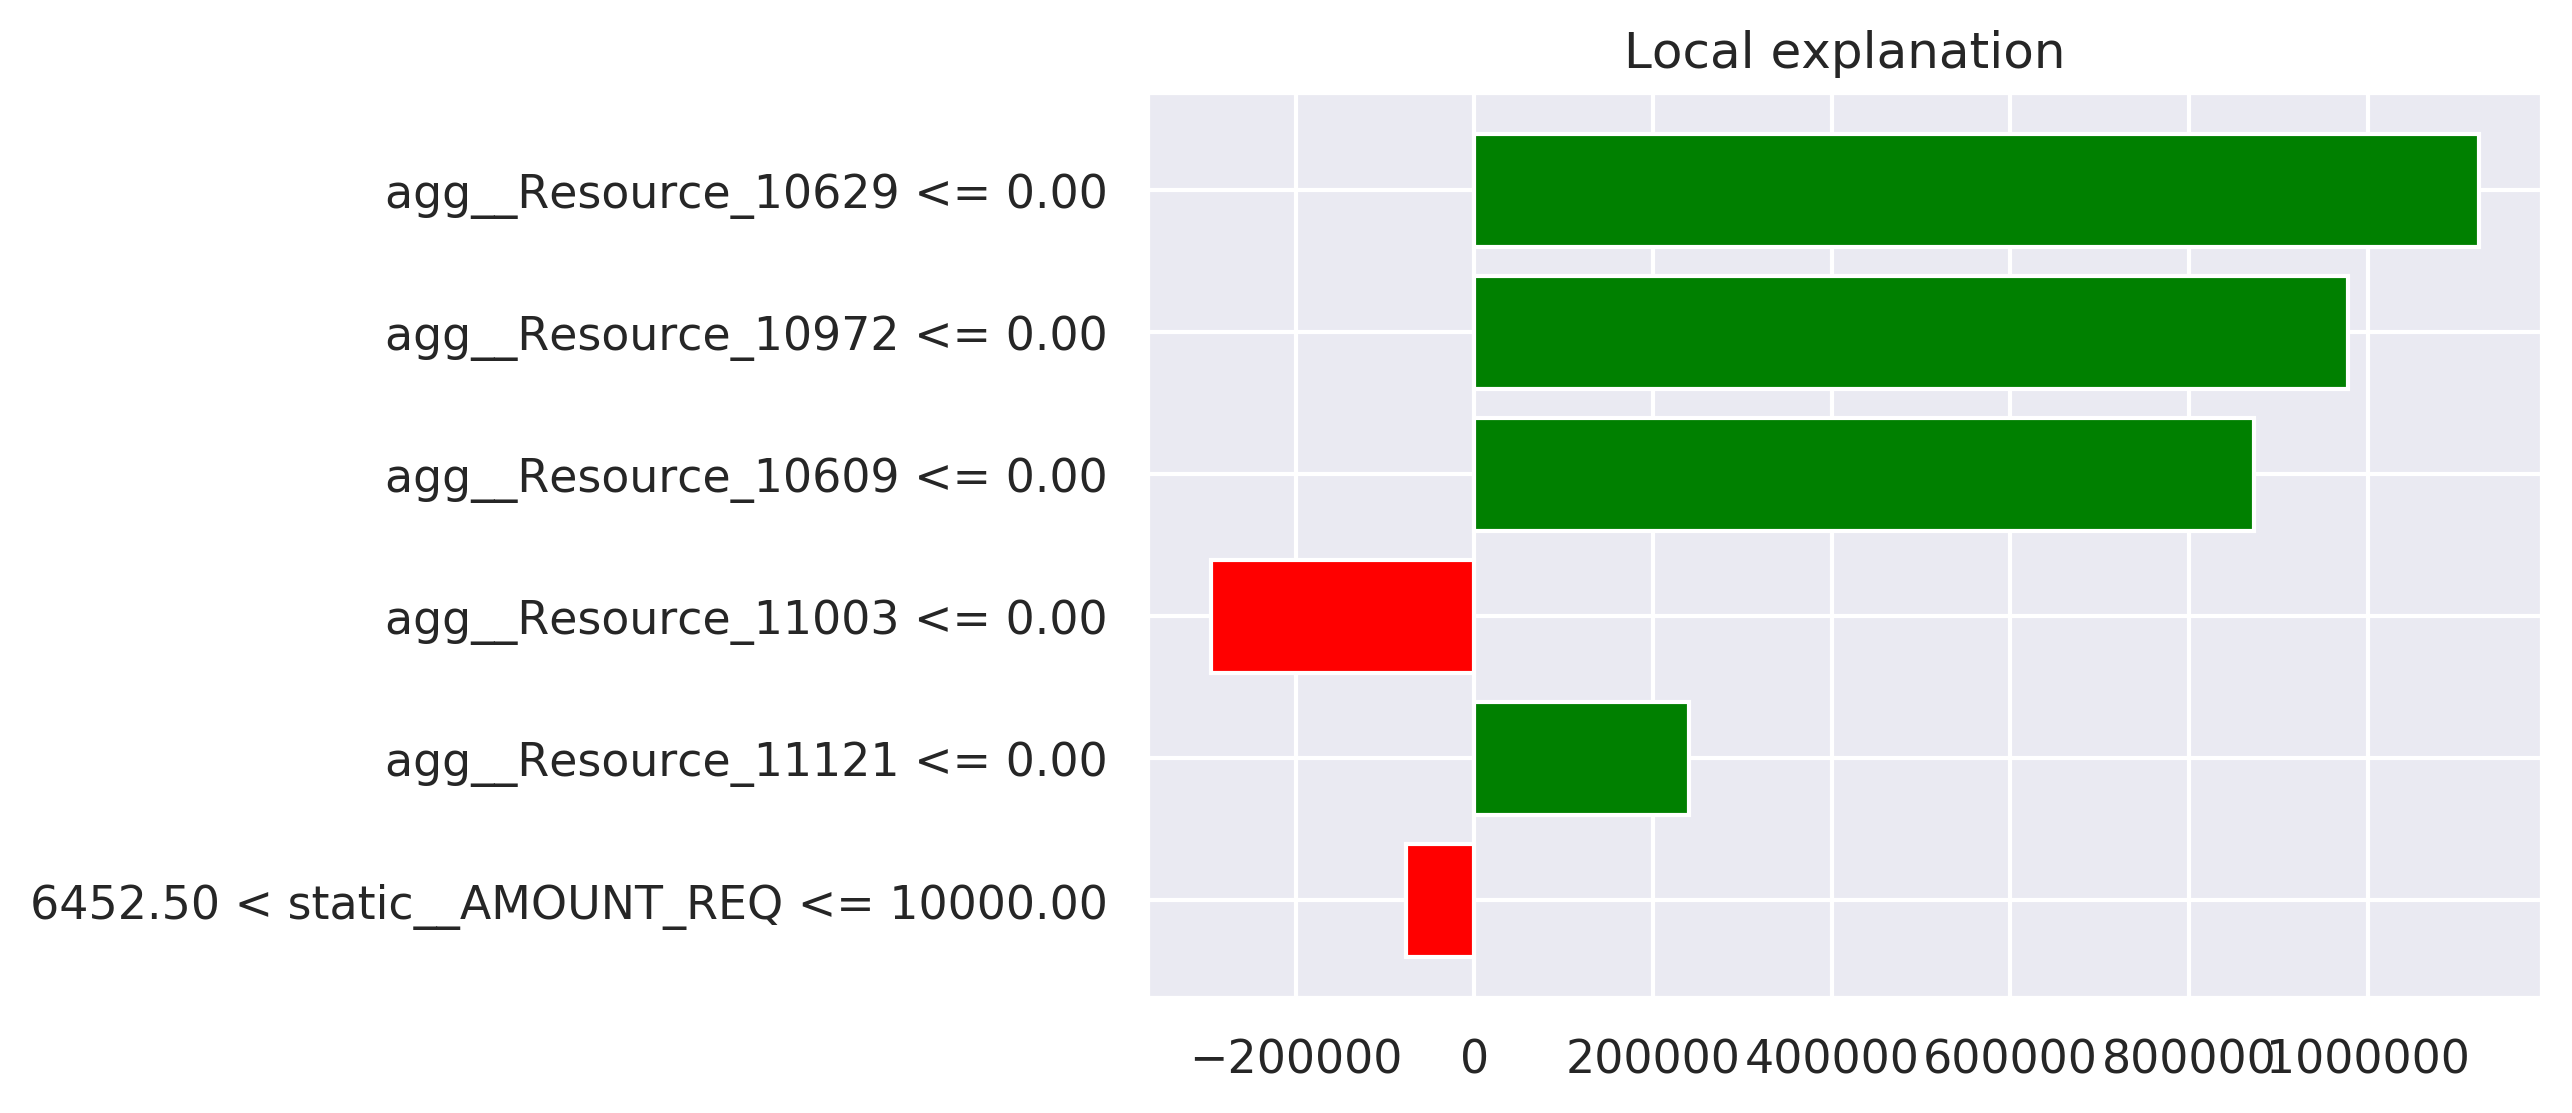 Local explanation
agg__Resource_10629 <= 0.00
agg__Resource_10972 <= 0.00
agg__Resource_10609 <= 0.00
agg__Resource_11003 <= 0.00
agg__Resource_11121 <= 0.00
6452.50 < static__AMOUNT_REQ <= 10000.00
−200000 0 200000 400000 600000 800000 1000000